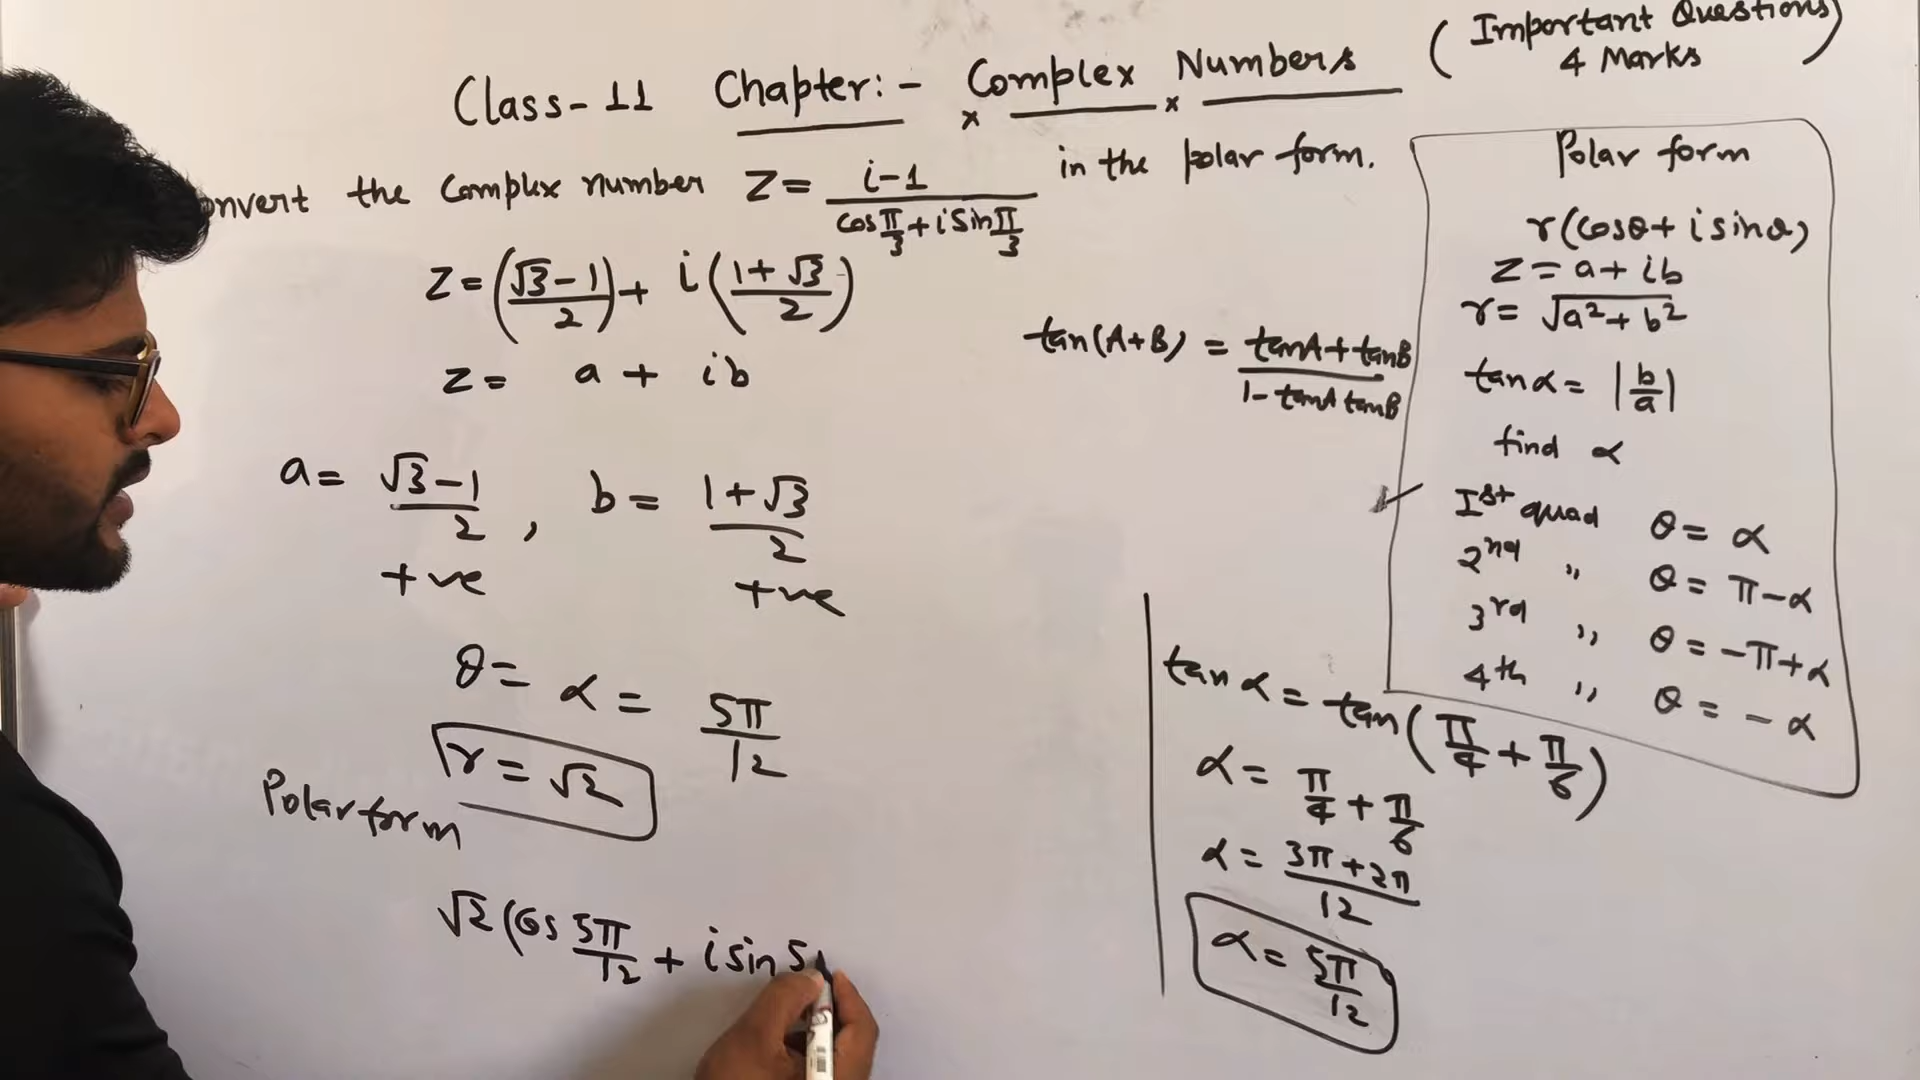 (Important Questions)
4 Marks
Class-11 Chapter:- Complex Numbers
onvert the Complex number Z = (i-1)/(cos π/3 + i sin π/3) in the polar form.
Z = ((√3-1)/2) + i((1+√3)/2)
Z = a + ib
a = (√3-1)/2 , b = (1+√3)/2
+ve +ve
θ = α = 5π/12
r = √2
Polar form
√2 (Cos 5π/12 + i sin 5
tan(A+B) = (tanA + tanB)/(1 - tanA tanB)
Polar form
r(cosθ + i sinθ)
Z = a + ib
r = √a² + b²
tan α = |b/a|
find α
Ist quad θ = α
2nd ,, θ = π-α
3rd ,, θ = -π+α
4th ,, θ = -α
tan α = tan(π/4 + π/6)
α = π/4 + π/6
α = (3π+2π)/12
α = 5π/12